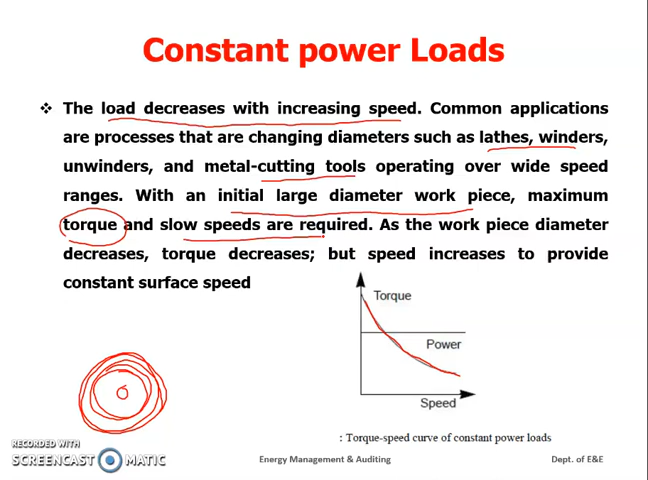 Constant power Loads
❖ The load decreases with increasing speed. Common applications
are processes that are changing diameters such as lathes, winders,
unwinders, and metal-cutting tools operating over wide speed
ranges. With an initial large diameter work piece, maximum
torque and slow speeds are required. As the work piece diameter
decreases, torque decreases; but speed increases to provide
constant surface speed
Torque
Power
Speed
: Torque-speed curve of constant power loads
RECORDED WITH
SCREENCAST MATIC
Energy Management & Auditing
Dept. of E&E